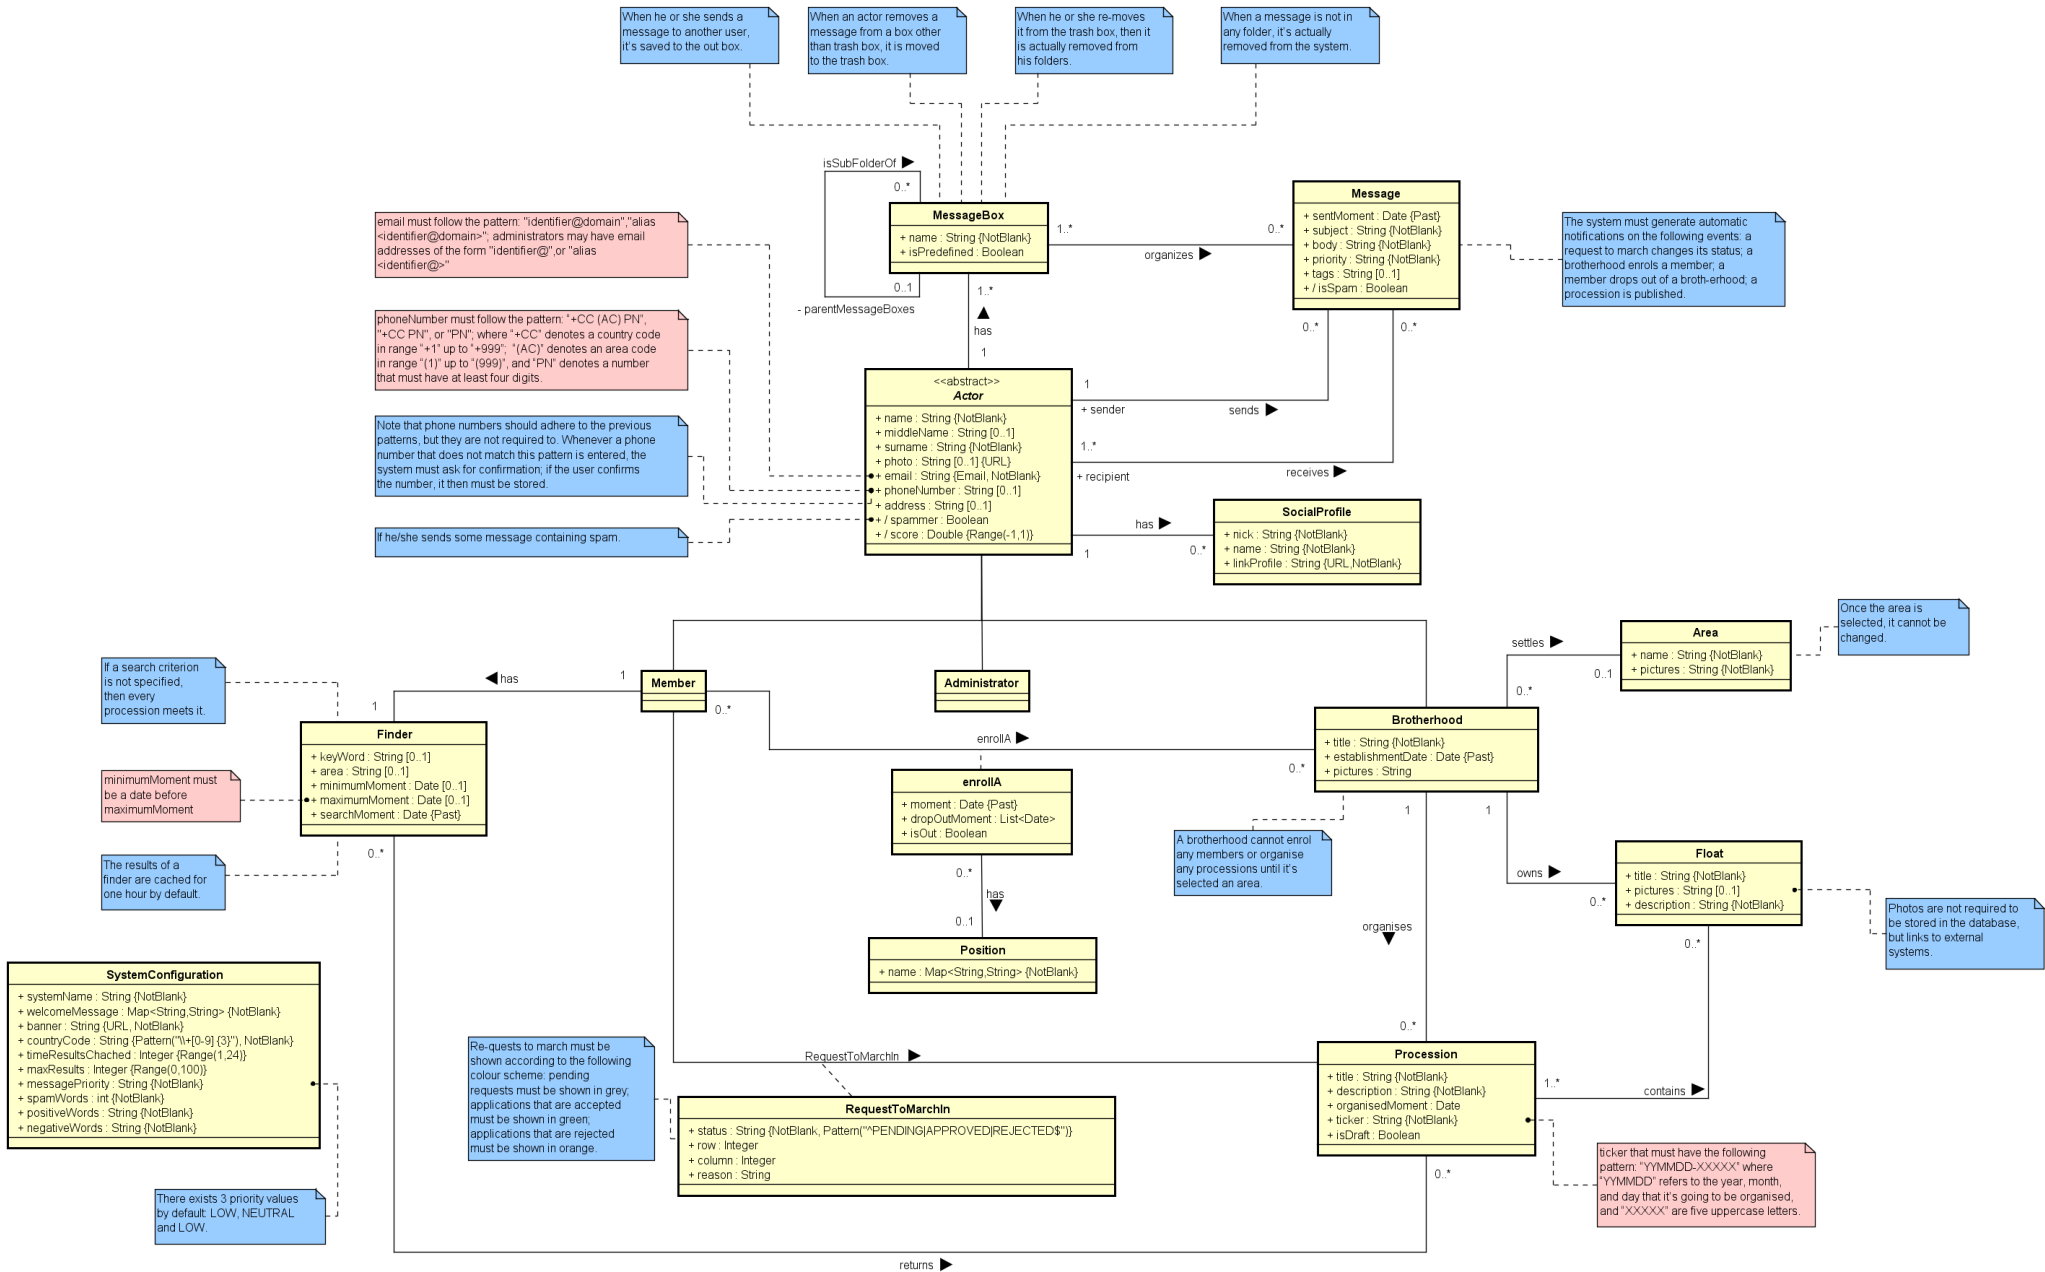 When he or she sends a
message to another user,
it's saved to the out box.
When an actor removes a
message from a box other
than trash box, it is moved
to the trash box.
When he or she re-moves
it from the trash box, then it
is actually removed from
his folders.
When a message is not in
any folder, it's actually
removed from the system.
isSubFolderOf
0..*
MessageBox
+ name : String {NotBlank}
+ isPredefined : Boolean
0..1
- parentMessageBoxes
1..*
0..*
organizes
Message
+ sentMoment : Date {Past}
+ subject : String {NotBlank}
+ body : String {NotBlank}
+ priority : String {NotBlank}
+ tags : String [0..1]
+ / isSpam : Boolean
The system must generate automatic
notifications on the following events: a
request to march changes its status; a
brotherhood enrols a member; a
member drops out of a broth-erhood; a
procession is published.
email must follow the pattern: "identifier@domain","alias
<identifier@domain>"; administrators may have email
addresses of the form "identifier@",or "alias
<identifier@>"
phoneNumber must follow the pattern: "+CC (AC) PN",
"+CC PN", or "PN"; where "+CC" denotes a country code
in range "+1" up to "+999"; "(AC)" denotes an area code
in range "(1)" up to "(999)", and "PN" denotes a number
that must have at least four digits.
Note that phone numbers should adhere to the previous
patterns, but they are not required to. Whenever a phone
number that does not match this pattern is entered, the
system must ask for confirmation; if the user confirms
the number, it then must be stored.
If he/she sends some message containing spam.
1..*
has
1
<<abstract>>
Actor
+ name : String {NotBlank}
+ middleName : String [0..1]
+ surname : String {NotBlank}
+ photo : String [0..1] {URL}
+ email : String {Email, NotBlank}
+ phoneNumber : String [0..1]
+ address : String [0..1]
+ / spammer : Boolean
+ / score : Double {Range(-1,1)}
0..*
0..*
1
+ sender
sends
1..*
+ recipient
receives
has
1
0..*
SocialProfile
+ nick : String {NotBlank}
+ name : String {NotBlank}
+ linkProfile : String {URL,NotBlank}
Once the area is
selected, it cannot be
changed.
settles
0..1
0..*
Area
+ name : String {NotBlank}
+ pictures : String {NotBlank}
If a search criterion
is not specified,
then every
procession meets it.
has
1
1
Member
0..*
Administrator
Finder
+ keyWord : String [0..1]
+ area : String [0..1]
+ minimumMoment : Date [0..1]
+ maximumMoment : Date [0..1]
+ searchMoment : Date {Past}
minimumMoment must
be a date before
maximumMoment
The results of a
finder are cached for
one hour by default.
0..*
enrollA
0..*
enrollA
+ moment : Date {Past}
+ dropOutMoment : List<Date>
+ isOut : Boolean
0..*
has
0..1
Position
+ name : Map<String,String> {NotBlank}
Brotherhood
+ title : String {NotBlank}
+ establishmentDate : Date {Past}
+ pictures : String
1
1
A brotherhood cannot enrol
any members or organise
any processions until it's
selected an area.
owns
0..*
Float
+ title : String {NotBlank}
+ pictures : String [0..1]
+ description : String {NotBlank}
0..*
Photos are not required to
be stored in the database,
but links to external
systems.
organises
0..*
SystemConfiguration
+ systemName : String {NotBlank}
+ welcomeMessage : Map<String,String> {NotBlank}
+ banner : String {URL, NotBlank}
+ countryCode : String {Pattern("\\+[0-9] {3}"), NotBlank}
+ timeResultsChached : Integer {Range(1,24)}
+ maxResults : Integer {Range(0,100)}
+ messagePriority : String {NotBlank}
+ spamWords : int {NotBlank}
+ positiveWords : String {NotBlank}
+ negativeWords : String {NotBlank}
There exists 3 priority values
by default: LOW, NEUTRAL
and LOW.
Re-quests to march must be
shown according to the following
colour scheme: pending
requests must be shown in grey;
applications that are accepted
must be shown in green;
applications that are rejected
must be shown in orange.
RequestToMarchIn
RequestToMarchIn
+ status : String {NotBlank, Pattern("^PENDING|APPROVED|REJECTED$")}
+ row : Integer
+ column : Integer
+ reason : String
Procession
+ title : String {NotBlank}
+ description : String {NotBlank}
+ organisedMoment : Date
+ ticker : String {NotBlank}
+ isDraft : Boolean
1..*
contains
0..*
ticker that must have the following
pattern: "YYMMDD-XXXXX" where
"YYMMDD" refers to the year, month,
and day that it's going to be organised,
and "XXXXX" are five uppercase letters.
returns